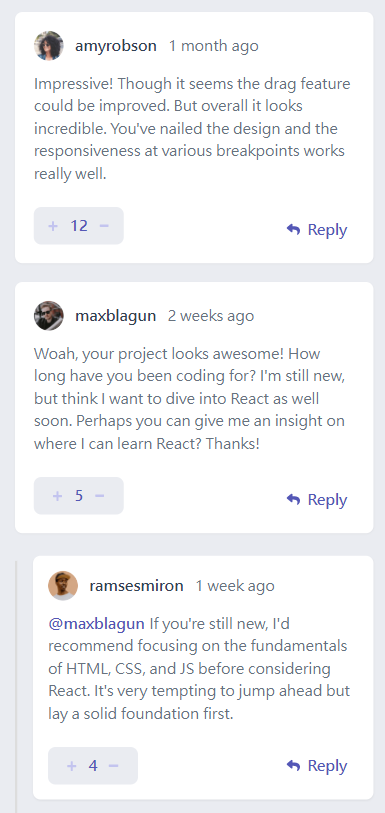 amyrobson 1 month ago
Impressive! Though it seems the drag feature
could be improved. But overall it looks
incredible. You've nailed the design and the
responsiveness at various breakpoints works
really well.
+ 12 −
Reply
maxblagun 2 weeks ago
Woah, your project looks awesome! How
long have you been coding for? I'm still new,
but think I want to dive into React as well
soon. Perhaps you can give me an insight on
where I can learn React? Thanks!
+ 5 −
Reply
ramsesmiron 1 week ago
@maxblagun If you're still new, I'd
recommend focusing on the fundamentals
of HTML, CSS, and JS before considering
React. It's very tempting to jump ahead but
lay a solid foundation first.
+ 4 −
Reply